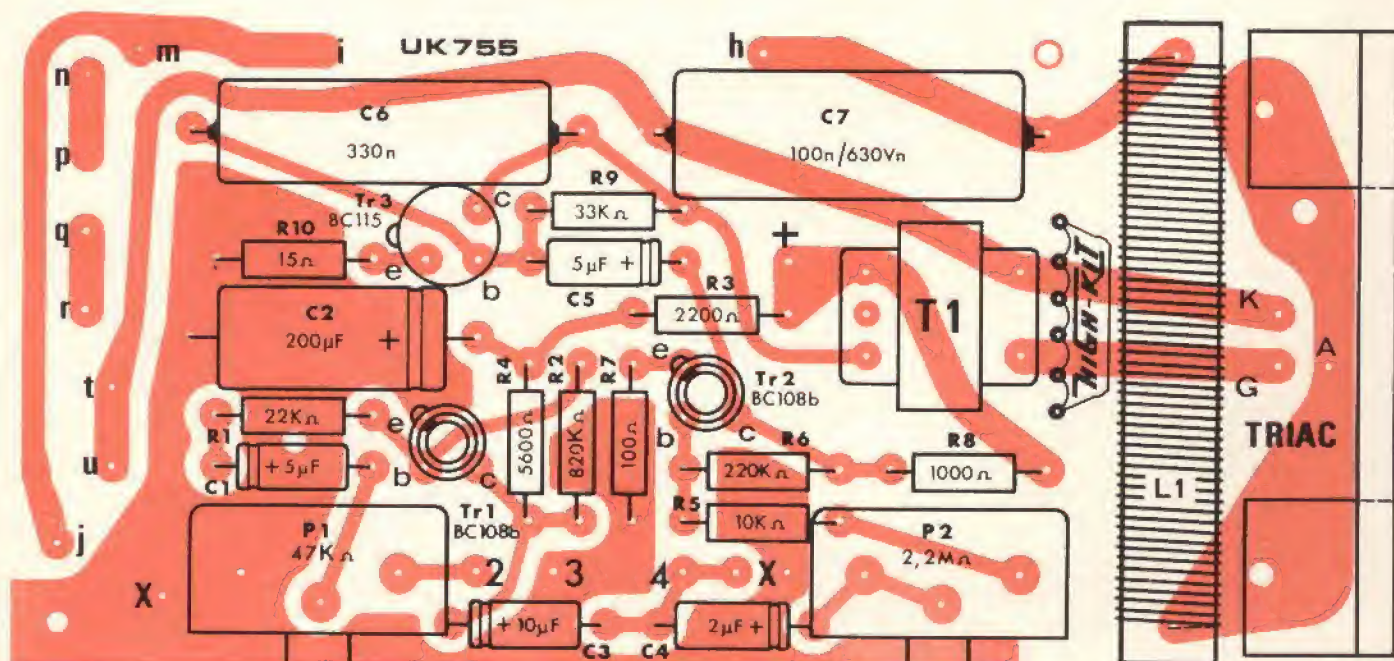 m
i
UK755
h
n
p
C6
330n
C7
100n/630Vn
q
r
Tr3
BC115
c
R9
33KΩ
R10
15Ω
e
b
5µF +
C5
+
R3
2200Ω
T1
HIGH-KIT
K
A
G
TRIAC
C2
200µF +
t
u
R4
5600Ω
R2
820KΩ
R7
100Ω
e
Tr2
BC108b
b
c
R1
22KΩ
C1
+ 5µF
e
b
c
Tr1
BC108b
R6
220KΩ
R8
1000Ω
R5
10KΩ
L1
j
X
P1
47KΩ
2
3
4
X
P2
2,2MΩ
+ 10µF
C3
2µF +
C4